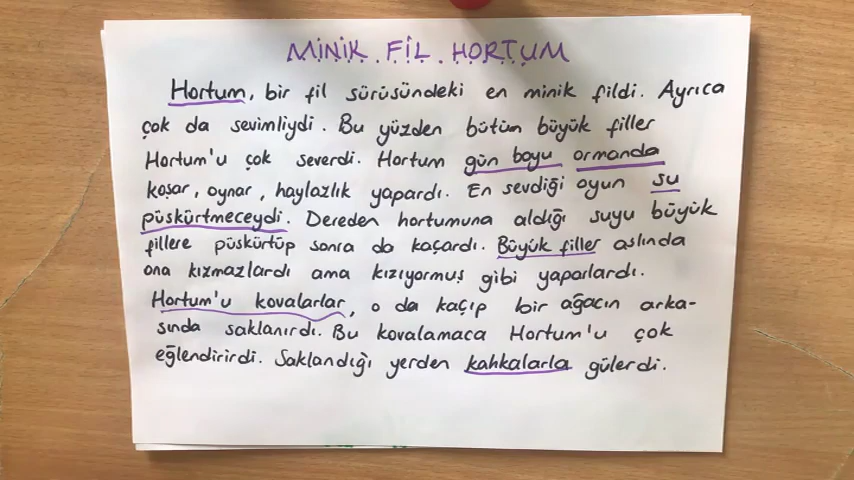 MİNİK FİL HORTUM
Hortum, bir fil sürüsündeki en minik fildi. Ayrıca
çok da sevimliydi. Bu yüzden bütün büyük filler
Hortum'u çok severdi. Hortum gün boyu ormanda
koşar, oynar, haylazlık yapardı. En sevdiği oyun su
püskürtmeceydi. Dereden hortumuna aldığı suyu büyük
fillere püskürtüp sonra da kaçardı. Büyük filler aslında
ona kızmazlardı ama kızıyormuş gibi yaparlardı.
Hortum'u kovalarlar, o da kaçıp bir ağacın arka-
sında saklanırdı. Bu kovalamaca Hortum'u çok
eğlendirirdi. Saklandığı yerden kahkalarla gülerdi.